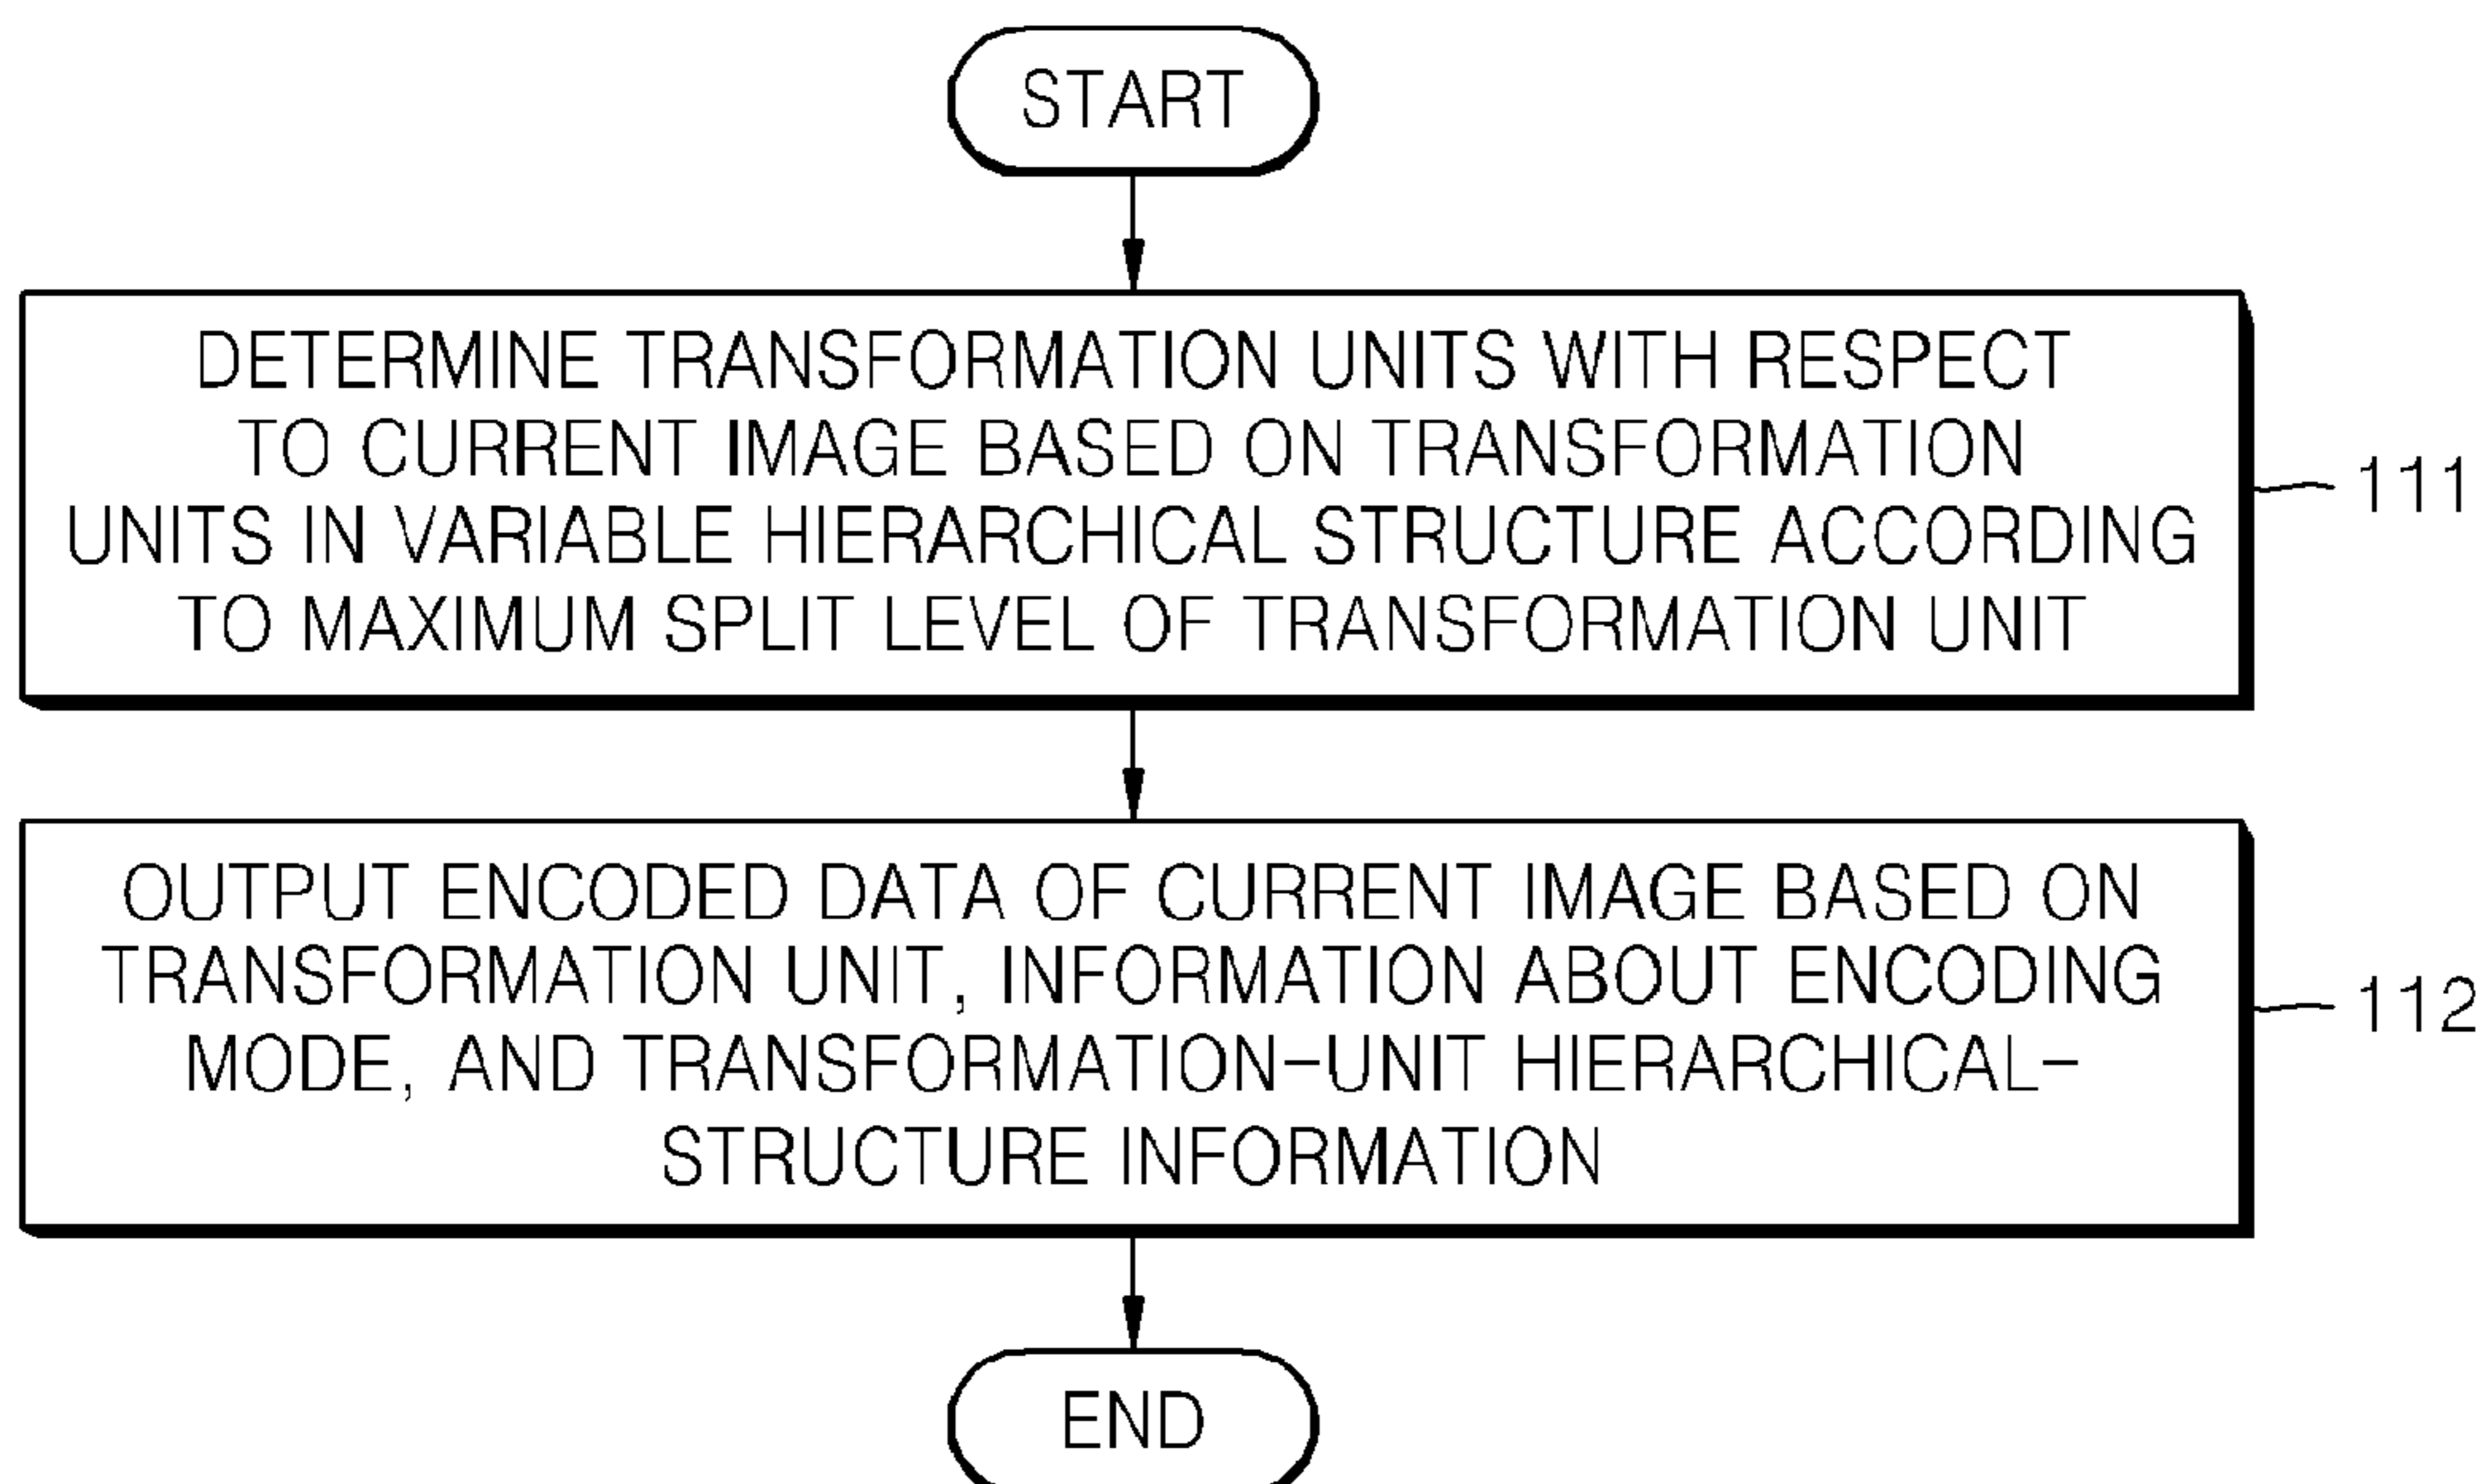 START
DETERMINE TRANSFORMATION UNITS WITH RESPECT
TO CURRENT IMAGE BASED ON TRANSFORMATION
UNITS IN VARIABLE HIERARCHICAL STRUCTURE ACCORDING
TO MAXIMUM SPLIT LEVEL OF TRANSFORMATION UNIT
111
OUTPUT ENCODED DATA OF CURRENT IMAGE BASED ON
TRANSFORMATION UNIT, INFORMATION ABOUT ENCODING
MODE, AND TRANSFORMATION-UNIT HIERARCHICAL-
STRUCTURE INFORMATION
112
END